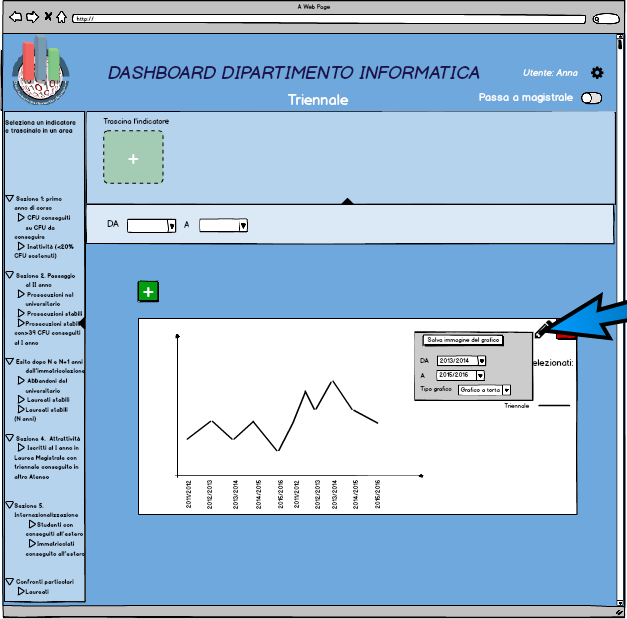 A Web Page
http://
DASHBOARD DIPARTIMENTO INFORMATICA
Utente: Anna
Triennale
Passa a magistrale
Seleziona un indicatore
e trascinalo in un area
Trascina l'indicatore
+
DA
A
Sezione 1: primo
anno di corso
CFU conseguiti
su CFU da
conseguire
Inattività (<20%
CFU sostenuti)
Sezione 2. Passaggio
al II anno
Prosecuzioni nel
universitario
Prosecuzioni stabili
Prosecuzioni stabili
con>39 CFU conseguiti
al I anno
Esito dopo N e N+1 anni
dall'immatricolazione
Abbandoni dal
universitario
Laureati stabili
Laureati stabili
(N anni)
Sezione 4. Attrattività
Iscritti al I anno in
Laurea Magistrale con
triennale conseguito in
altro Ateneo
Sezione 5.
Internazionalizzazione
Studenti con
conseguiti all'estero
Immatricolati
conseguito all'estero
Confronti particolari
Laureati
+
Salva immagine del grafico
DA 2013/2014
A 2015/2016
Tipo grafico Grafico a torta
elezionati:
Triennale
2011/2012
2012/2013
2013/2014
2014/2015
2015/2016
2011/2012
2012/2013
2013/2014
2014/2015
2015/2016